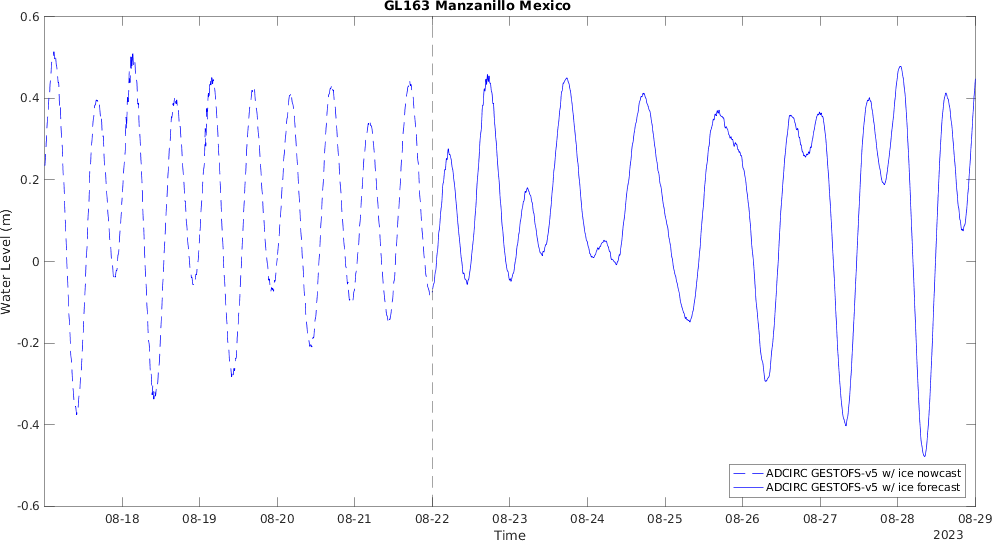 GL163 Manzanillo Mexico
0.6
0.4
0.2
0
-0.2
-0.4
-0.6
Water Level (m)
ADCIRC GESTOFS-v5 w/ ice nowcast
ADCIRC GESTOFS-v5 w/ ice forecast
08-18 08-19 08-20 08-21 08-22 08-23 08-24 08-25 08-26 08-27 08-28 08-29
Time
2023